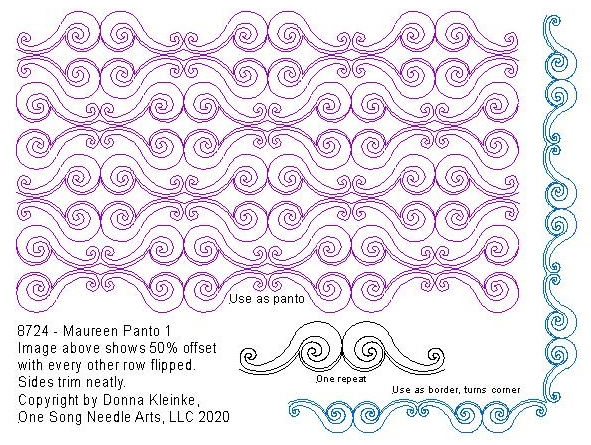 Use as panto
8724 - Maureen Panto 1
Image above shows 50% offset
with every other row flipped.
Sides trim neatly.
Copyright by Donna Kleinke,
One Song Needle Arts, LLC 2020
One repeat
Use as border, turns corner